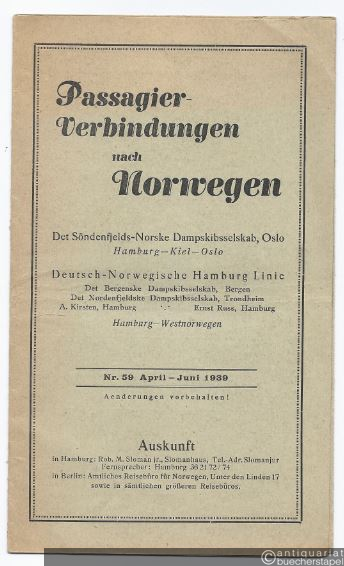 Passagier-
Verbindungen
nach
Norwegen
Det Söndenfjelds-Norske Dampskibsselskab, Oslo
Hamburg—Kiel—Oslo
Deutsch-Norwegische Hamburg Linie
Det Bergenske Dampskibsselskab, Bergen
Det Nordenfjeldske Dampskibsselskab, Trondheim
A. Kirsten, Hamburg Ernst Russ, Hamburg
Hamburg—Westnorwegen
Nr. 59 April—Juni 1939
Aenderungen vorbehalten!
Auskunft
in Hamburg: Rob. M. Sloman jr., Slomanhaus, Tel.-Adr. Slomanjur
Fernsprecher: Hamburg 36 21 72/74
in Berlin: Amtliches Reisebüro für Norwegen, Unter den Linden 17
sowie in sämtlichen größeren Reisebüros.
antiquariat
buecherstapel